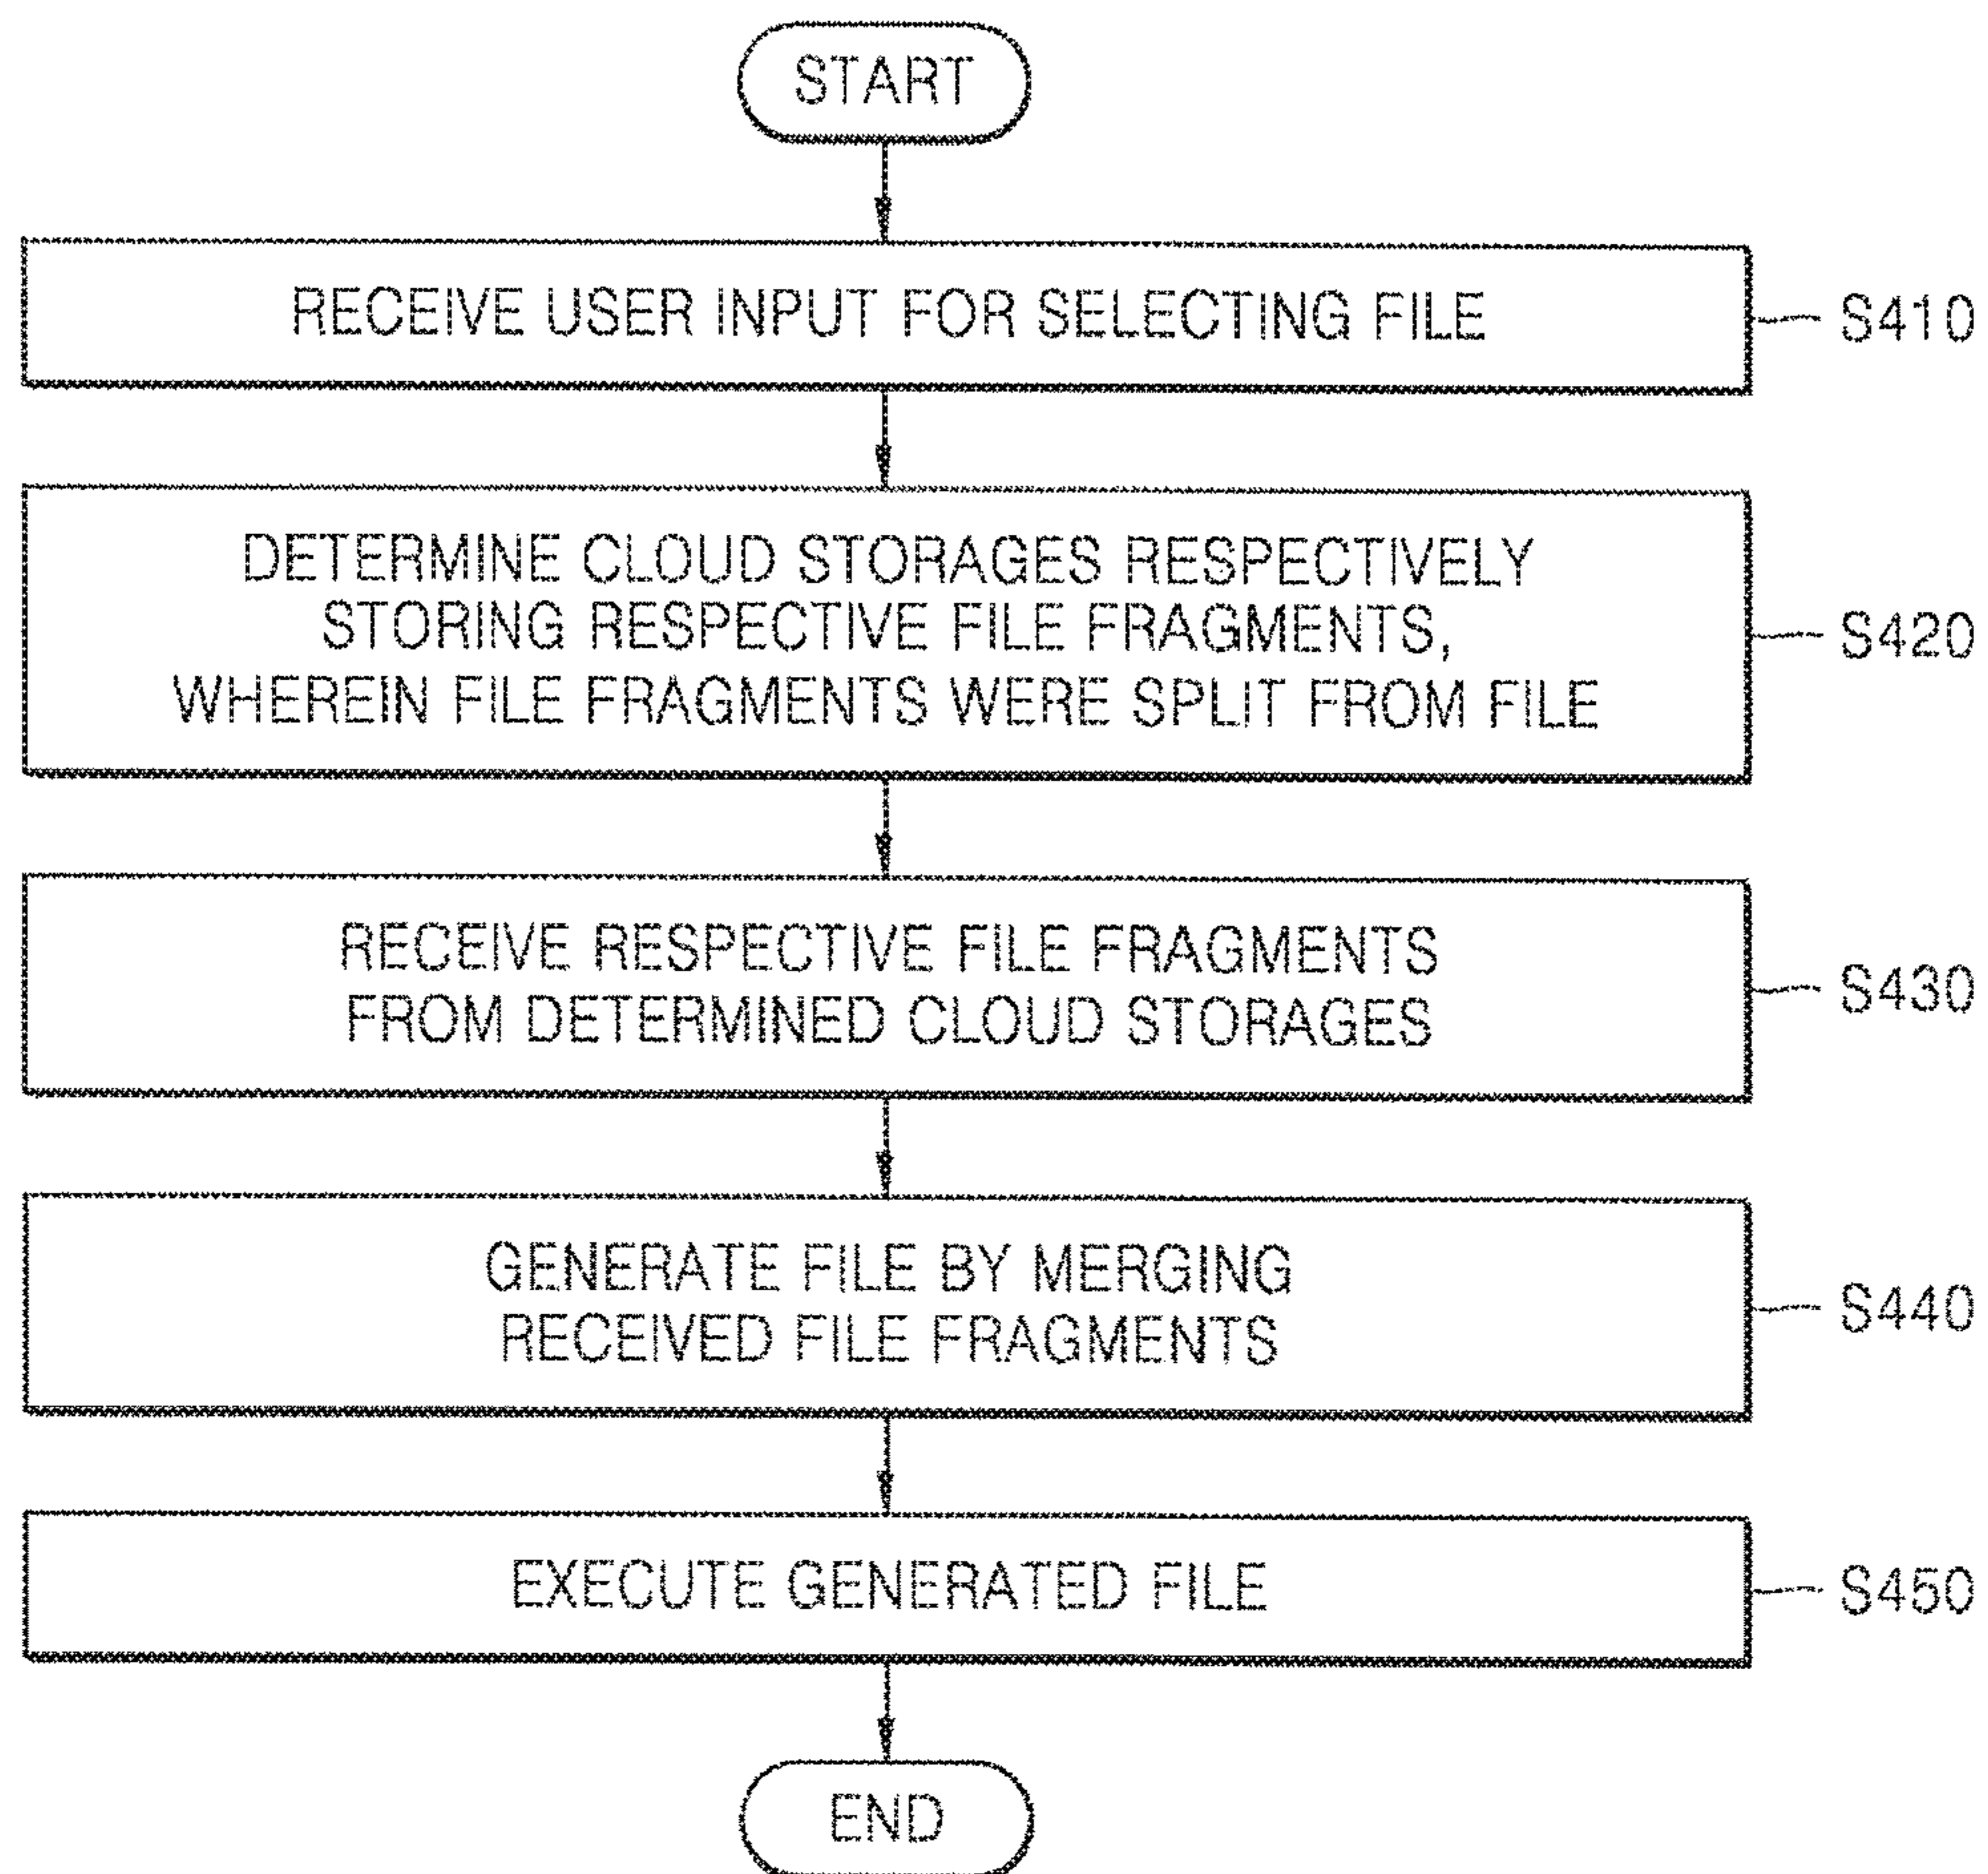 START
RECEIVE USER INPUT FOR SELECTING FILE
S410
DETERMINE CLOUD STORAGES RESPECTIVELY
STORING RESPECTIVE FILE FRAGMENTS,
WHEREIN FILE FRAGMENTS WERE SPLIT FROM FILE
S420
RECEIVE RESPECTIVE FILE FRAGMENTS
FROM DETERMINED CLOUD STORAGES
S430
GENERATE FILE BY MERGING
RECEIVED FILE FRAGMENTS
S440
EXECUTE GENERATED FILE
S450
END